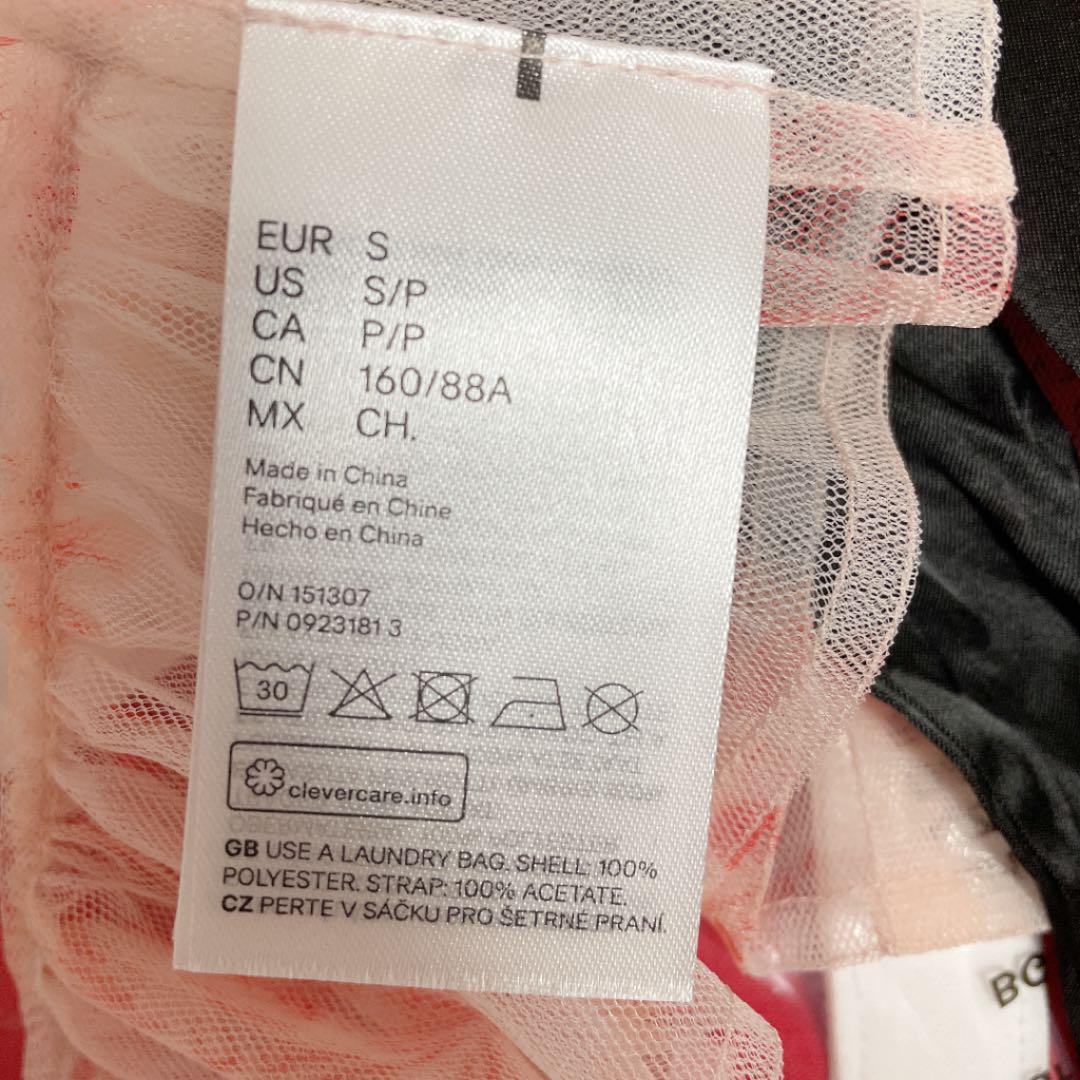 EUR S
US S/P
CA P/P
CN 160/88A
MX CH.
Made in China
Fabriqué en Chine
Hecho en China
O/N 151307
P/N 0923181 3
30
clevercare.info
GB USE A LAUNDRY BAG. SHELL: 100%
POLYESTER. STRAP: 100% ACETATE.
CZ PERTE V SÁČKU PRO ŠETRNÉ PRANÍ.
BG